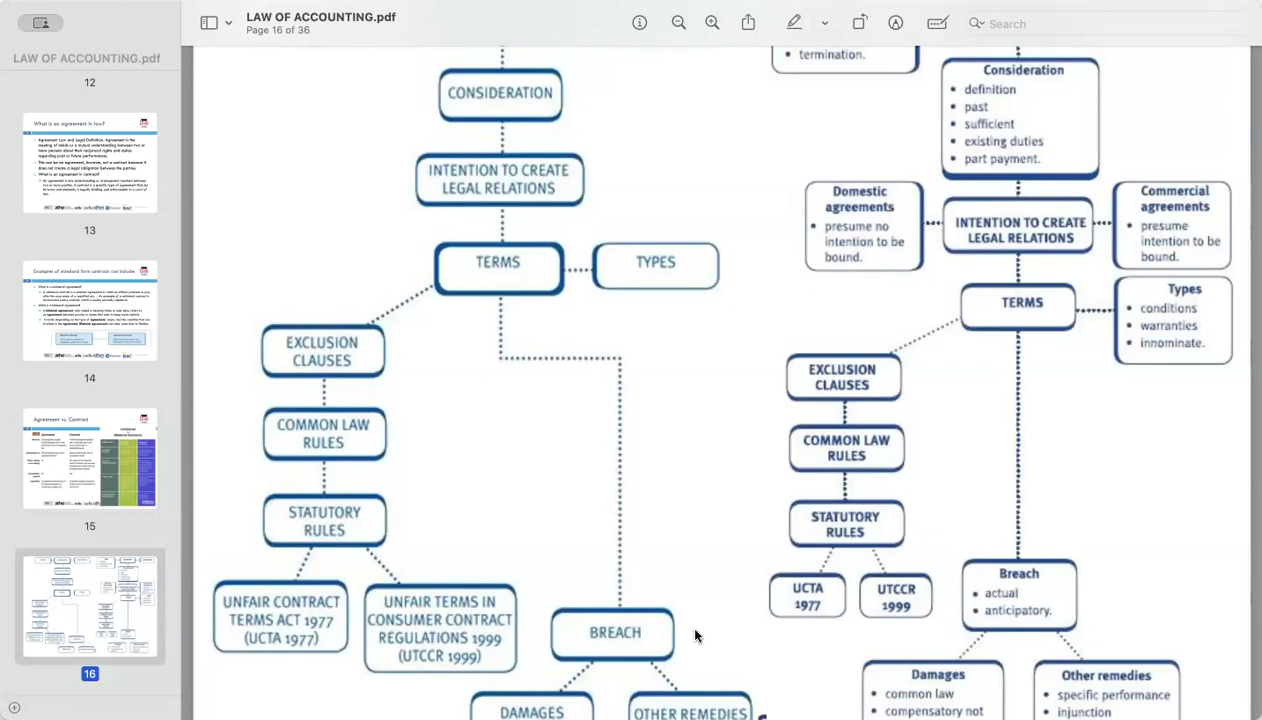 LAW OF ACCOUNTING.pdf
Page 16 of 36
Search
LAW OF ACCOUNTING.pdf
12
What is an agreement in law?
13
Examples of standard form contract can include:
14
Agreement vs. Contract
15
16
CONSIDERATION
INTENTION TO CREATE
LEGAL RELATIONS
TERMS
TYPES
EXCLUSION
CLAUSES
COMMON LAW
RULES
STATUTORY
RULES
UNFAIR CONTRACT
TERMS ACT 1977
(UCTA 1977)
UNFAIR TERMS IN
CONSUMER CONTRACT
REGULATIONS 1999
(UTCCR 1999)
BREACH
DAMAGES
OTHER REMEDIES
• termination.
Consideration
• definition
• past
• sufficient
• existing duties
• part payment.
Domestic
agreements
• presume no
intention to be
bound.
INTENTION TO CREATE
LEGAL RELATIONS
Commercial
agreements
• presume
intention to be
bound.
TERMS
Types
• conditions
• warranties
• innominate.
EXCLUSION
CLAUSES
COMMON LAW
RULES
STATUTORY
RULES
UCTA
1977
UTCCR
1999
Breach
• actual
• anticipatory.
Damages
• common law
• compensatory not
Other remedies
• specific performance
• injunction